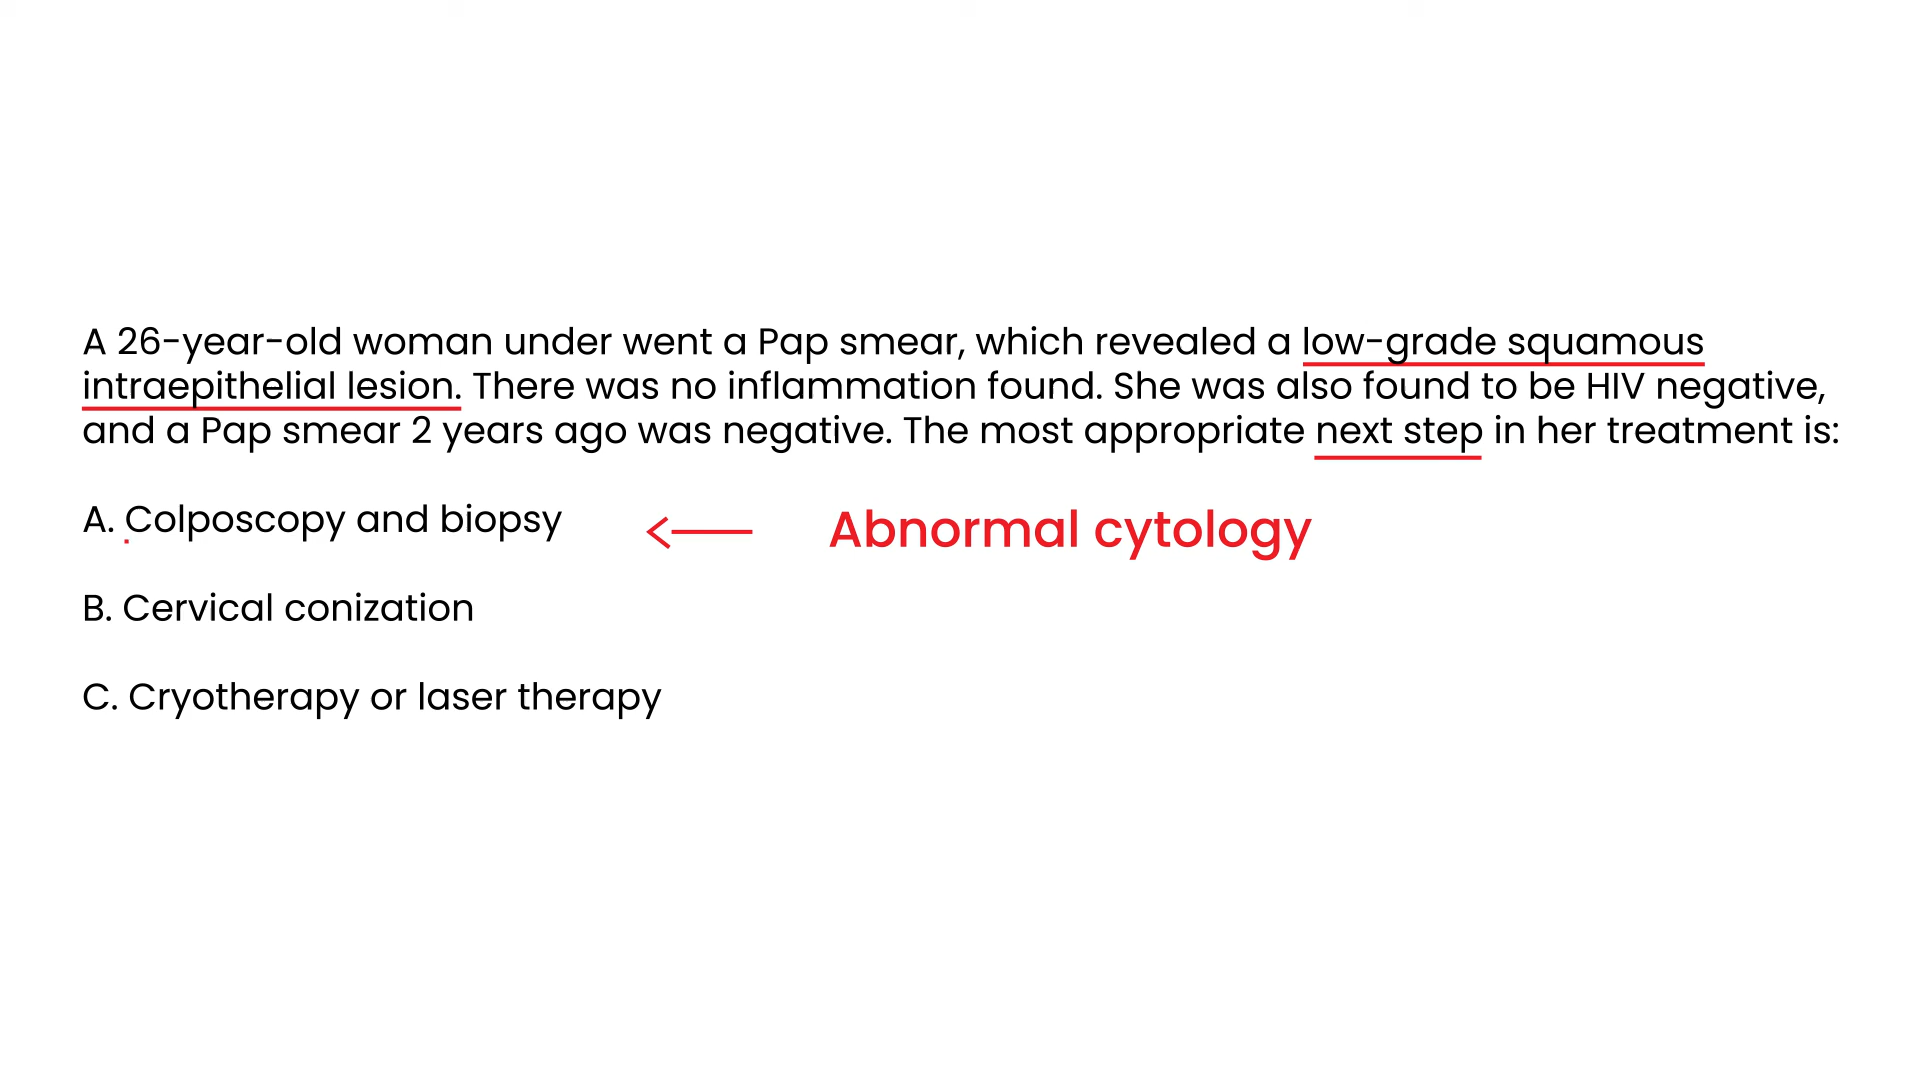 A 26-year-old woman under went a Pap smear, which revealed a low-grade squamous
intraepithelial lesion. There was no inflammation found. She was also found to be HIV negative,
and a Pap smear 2 years ago was negative. The most appropriate next step in her treatment is:
A. Colposcopy and biopsy
Abnormal cytology
B. Cervical conization
C. Cryotherapy or laser therapy